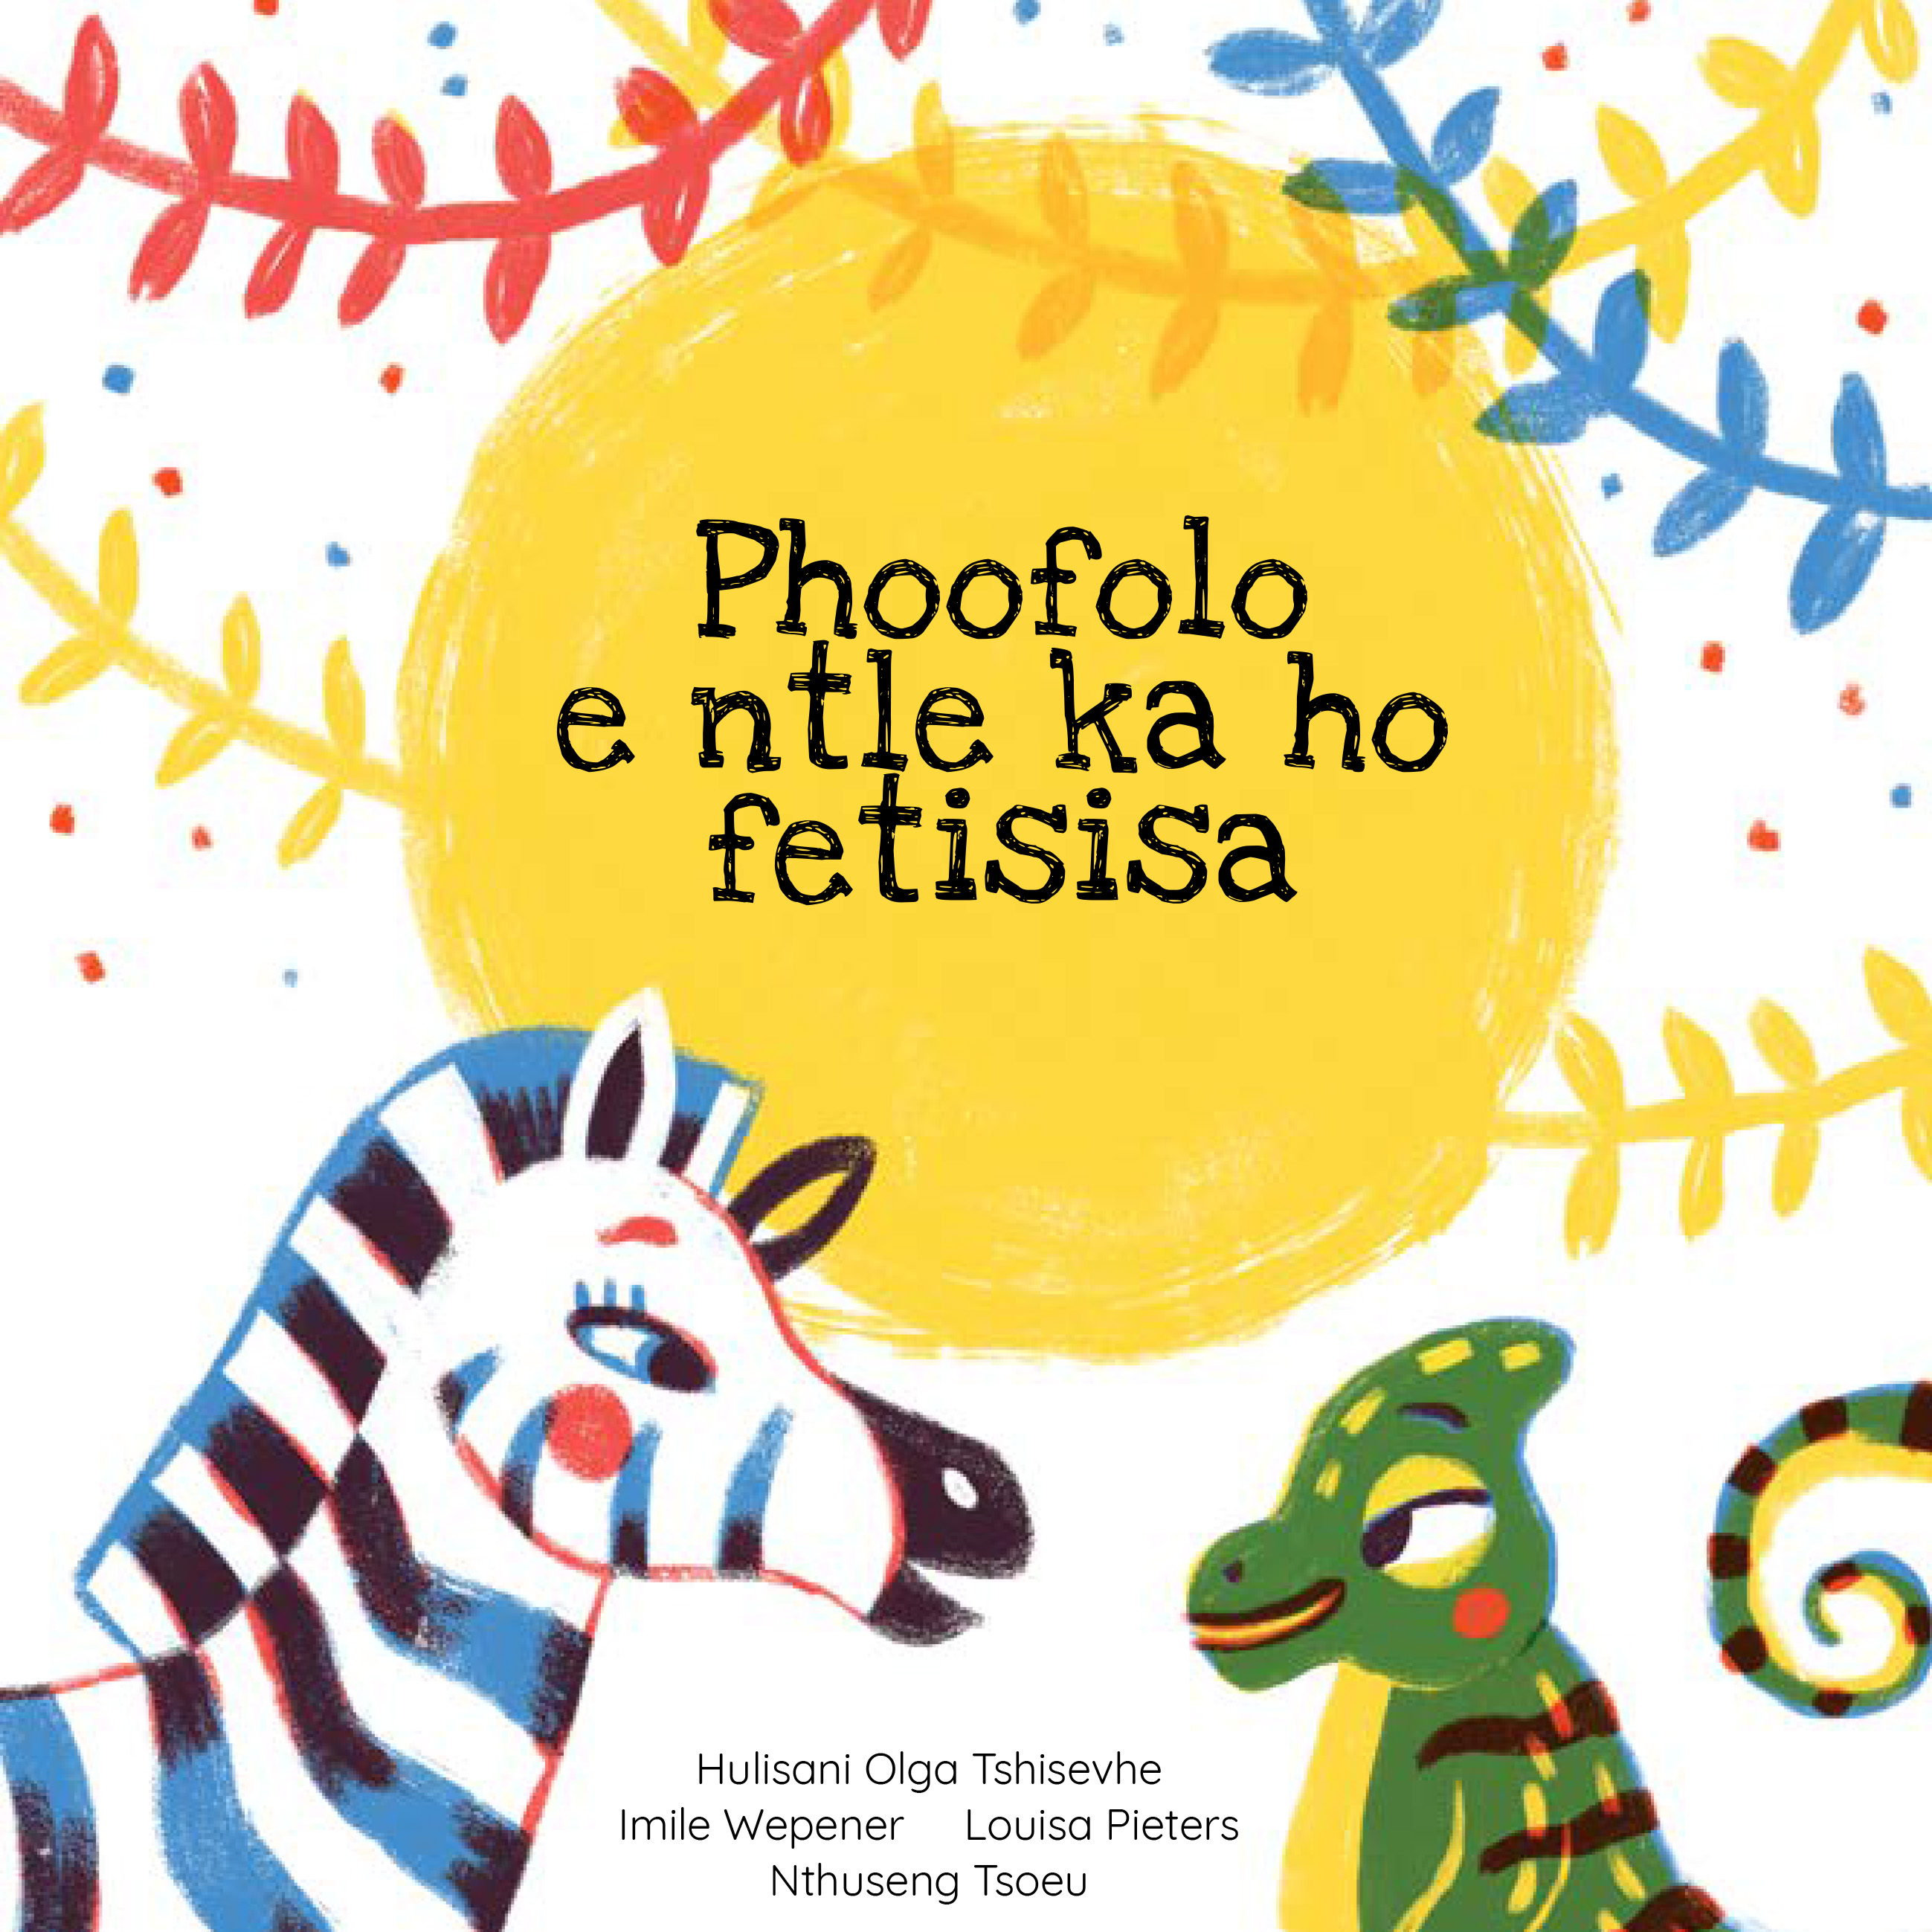 Phoofolo
e ntle ka ho
fetisisa
Hulisani Olga Tshisevhe
Imile Wepener Louisa Pieters
Nthuseng Tsoeu